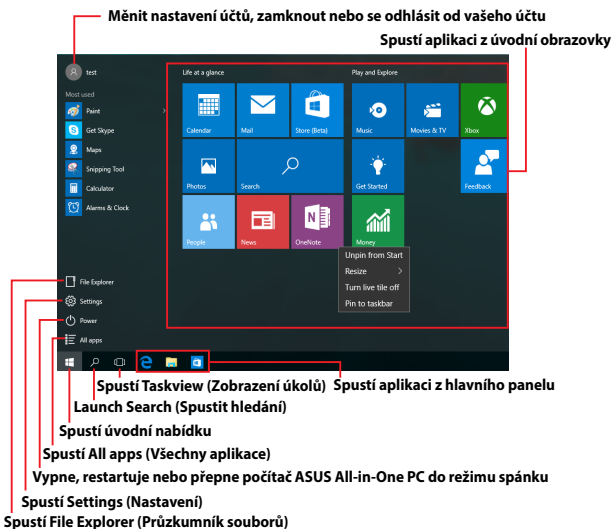 Měnit nastavení účtů, zamknout nebo se odhlásit od vašeho účtu
Spustí aplikaci z úvodní obrazovky
test
Life at a glance
Play and Explore
Most used
Paint
Get Skype
Maps
Snipping Tool
Calculator
Alarms & Clock
Calendar
Mail
Store (Beta)
Music
Movies & TV
Xbox
Photos
Search
Get Started
Feedback
People
News
OneNote
Money
Unpin from Start
Resize
Turn live tile off
Pin to taskbar
File Explorer
Settings
Power
All apps
Spustí Taskview (Zobrazení úkolů)
Spustí aplikaci z hlavního panelu
Launch Search (Spustit hledání)
Spustí úvodní nabídku
Spustí All apps (Všechny aplikace)
Vypne, restartuje nebo přepne počítač ASUS All-in-One PC do režimu spánku
Spustí Settings (Nastavení)
Spustí File Explorer (Průzkumník souborů)